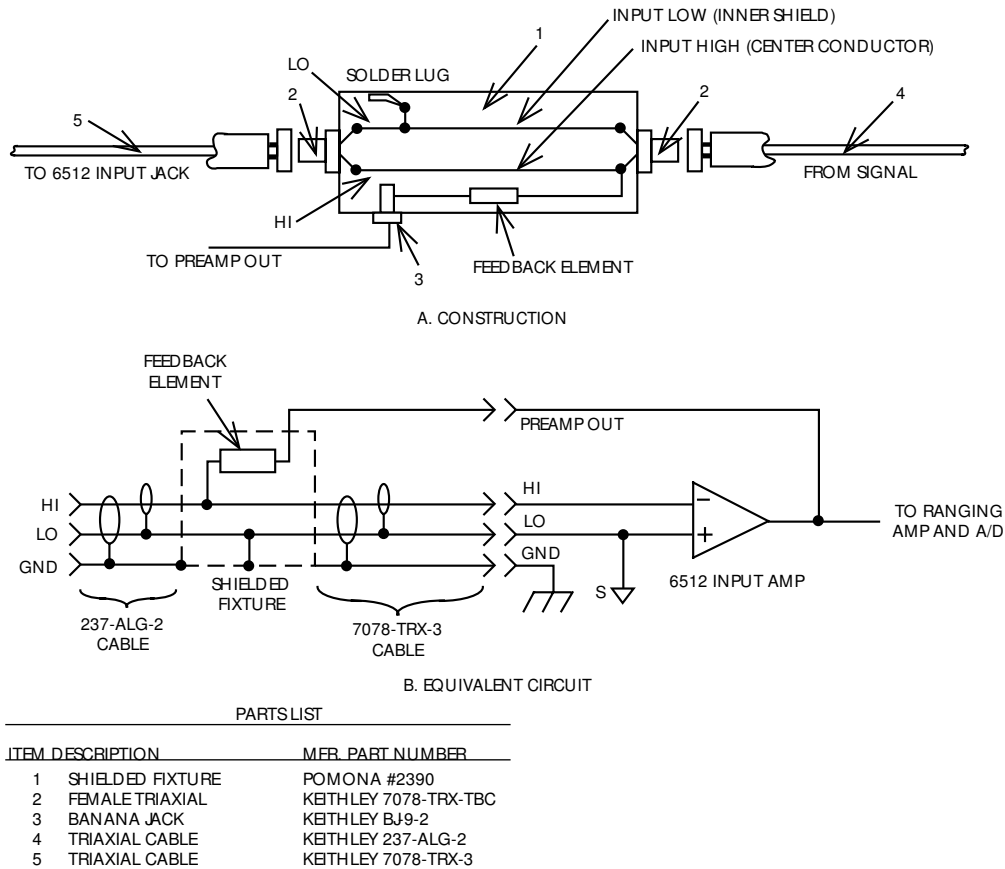 INPUT LOW (INNER SHIELD)
1
INPUT HIGH (CENTER CONDUCTOR)
LO
SOLDER LUG
5
2
2
4
TO 6512 INPUT JACK
FROM SIGNAL
HI
TO PREAMP OUT
3
FEEDBACK ELEMENT
A. CONSTRUCTION
FEEDBACK
ELEMENT
PREAMP OUT
HI
HI
LO
LO
GND
GND
–
+
TO RANGING
AMP AND A/D
S
6512 INPUT AMP
SHIELDED
FIXTURE
237-ALG-2
CABLE
7078-TRX-3
CABLE
B. EQUIVALENT CIRCUIT
PARTS LIST
ITEM DESCRIPTION MFR. PART NUMBER
1 SHIELDED FIXTURE POMONA #2390
2 FEMALE TRIAXIAL KEITHLEY 7078-TRX-TBC
3 BANANA JACK KEITHLEY BJ-9-2
4 TRIAXIAL CABLE KEITHLEY 237-ALG-2
5 TRIAXIAL CABLE KEITHLEY 7078-TRX-3